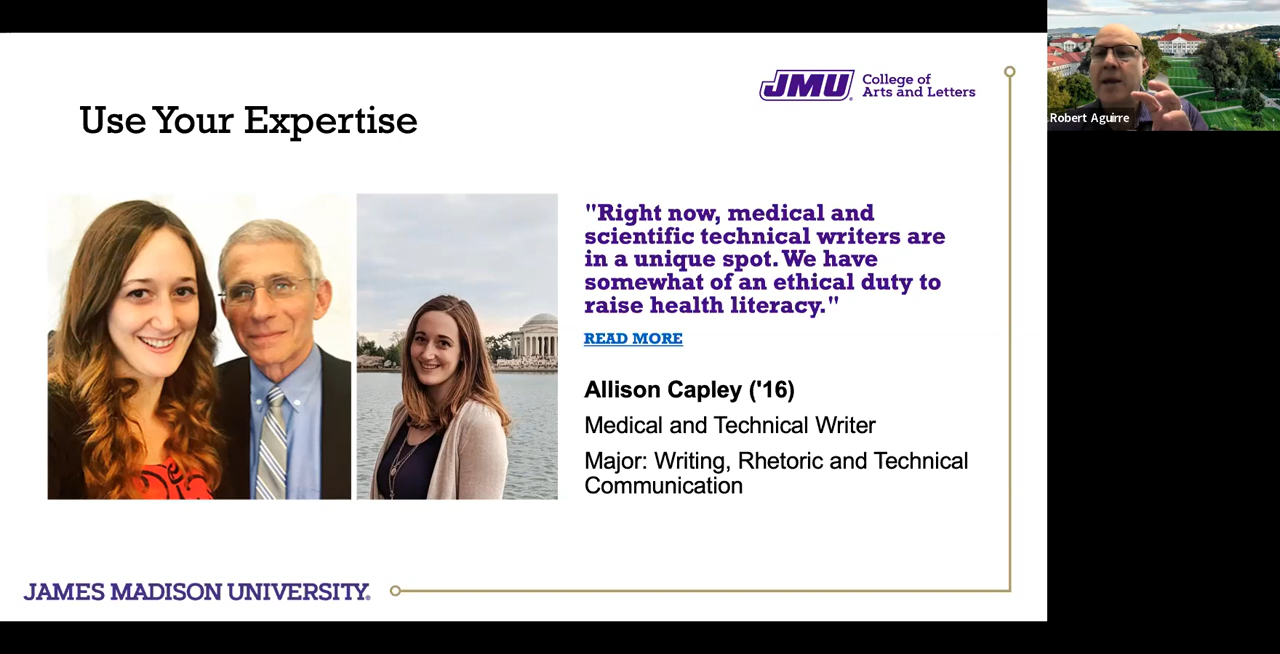 JMU
College of
Arts and Letters
Use Your Expertise
"Right now, medical and
scientific technical writers are
in a unique spot. We have
somewhat of an ethical duty to
raise health literacy."
READ MORE
Allison Capley ('16)
Medical and Technical Writer
Major: Writing, Rhetoric and Technical
Communication
JAMES MADISON UNIVERSITY®
Robert Aguirre